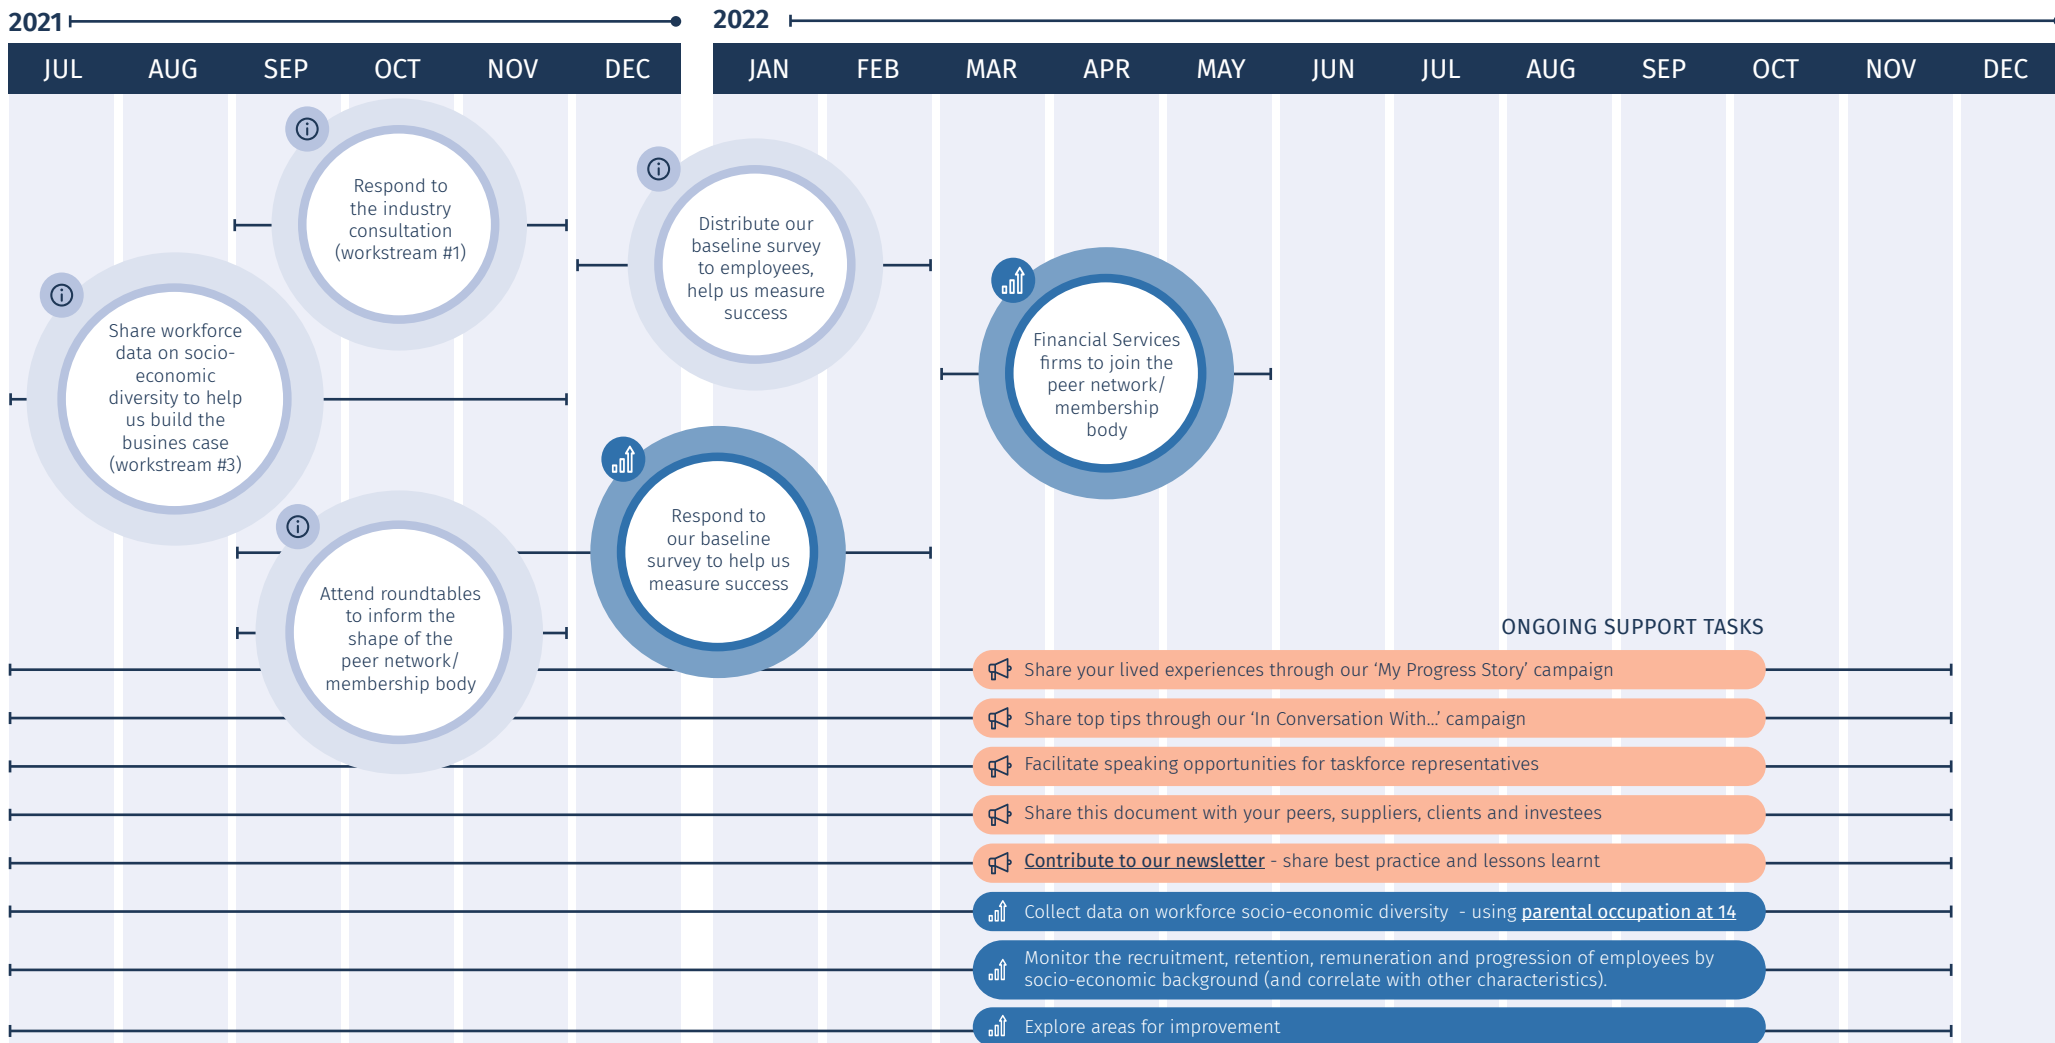 2021
2022
JUL AUG SEP OCT NOV DEC JAN FEB MAR APR MAY JUN JUL AUG SEP OCT NOV DEC
Respond to
the industry
consultation
(workstream #1)
Distribute our
baseline survey
to employees,
help us measure
success
Share workforce
data on socio-
economic
diversity to help
us build the
busines case
(workstream #3)
Financial Services
firms to join the
peer network/
membership
body
Respond to
our baseline
survey to help us
measure success
Attend roundtables
to inform the
shape of the
peer network/
membership body
ONGOING SUPPORT TASKS
Share your lived experiences through our ‘My Progress Story’ campaign
Share top tips through our ‘In Conversation With...’ campaign
Facilitate speaking opportunities for taskforce representatives
Share this document with your peers, suppliers, clients and investees
Contribute to our newsletter - share best practice and lessons learnt
Collect data on workforce socio-economic diversity - using parental occupation at 14
Monitor the recruitment, retention, remuneration and progression of employees by
socio-economic background (and correlate with other characteristics).
Explore areas for improvement